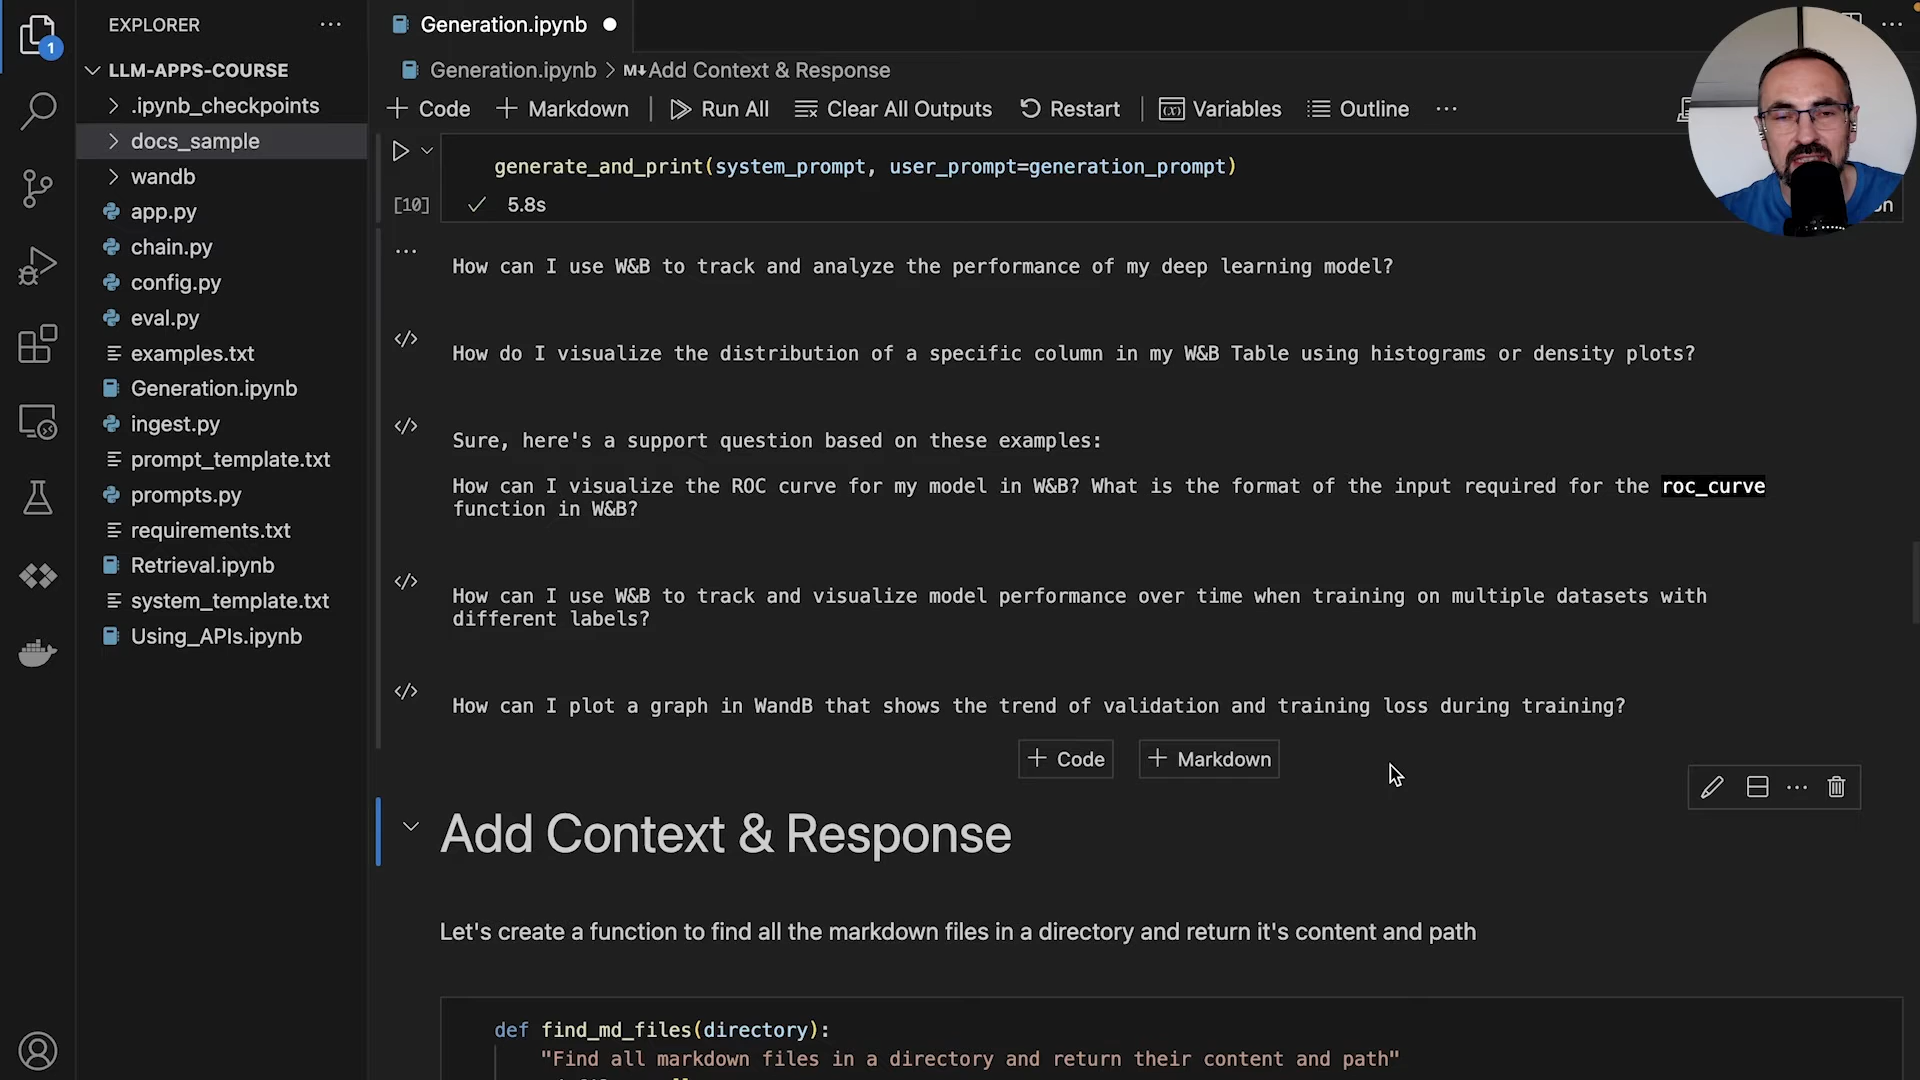 EXPLORER
Generation.ipynb
1
LLM-APPS-COURSE
Generation.ipynb > M↓Add Context & Response
.ipynb_checkpoints
+ Code + Markdown | Run All Clear All Outputs Restart | Variables Outline ...
docs_sample
wandb
app.py
chain.py
config.py
eval.py
examples.txt
Generation.ipynb
ingest.py
prompt_template.txt
prompts.py
requirements.txt
Retrieval.ipynb
system_template.txt
Using_APIs.ipynb
generate_and_print(system_prompt, user_prompt=generation_prompt)
[10] ✓ 5.8s
How can I use W&B to track and analyze the performance of my deep learning model?
How do I visualize the distribution of a specific column in my W&B Table using histograms or density plots?
Sure, here's a support question based on these examples:
How can I visualize the ROC curve for my model in W&B? What is the format of the input required for the roc_curve
function in W&B?
How can I use W&B to track and visualize model performance over time when training on multiple datasets with
different labels?
How can I plot a graph in WandB that shows the trend of validation and training loss during training?
+ Code + Markdown
Add Context & Response
Let's create a function to find all the markdown files in a directory and return it's content and path
def find_md_files(directory):
"Find all markdown files in a directory and return their content and path"